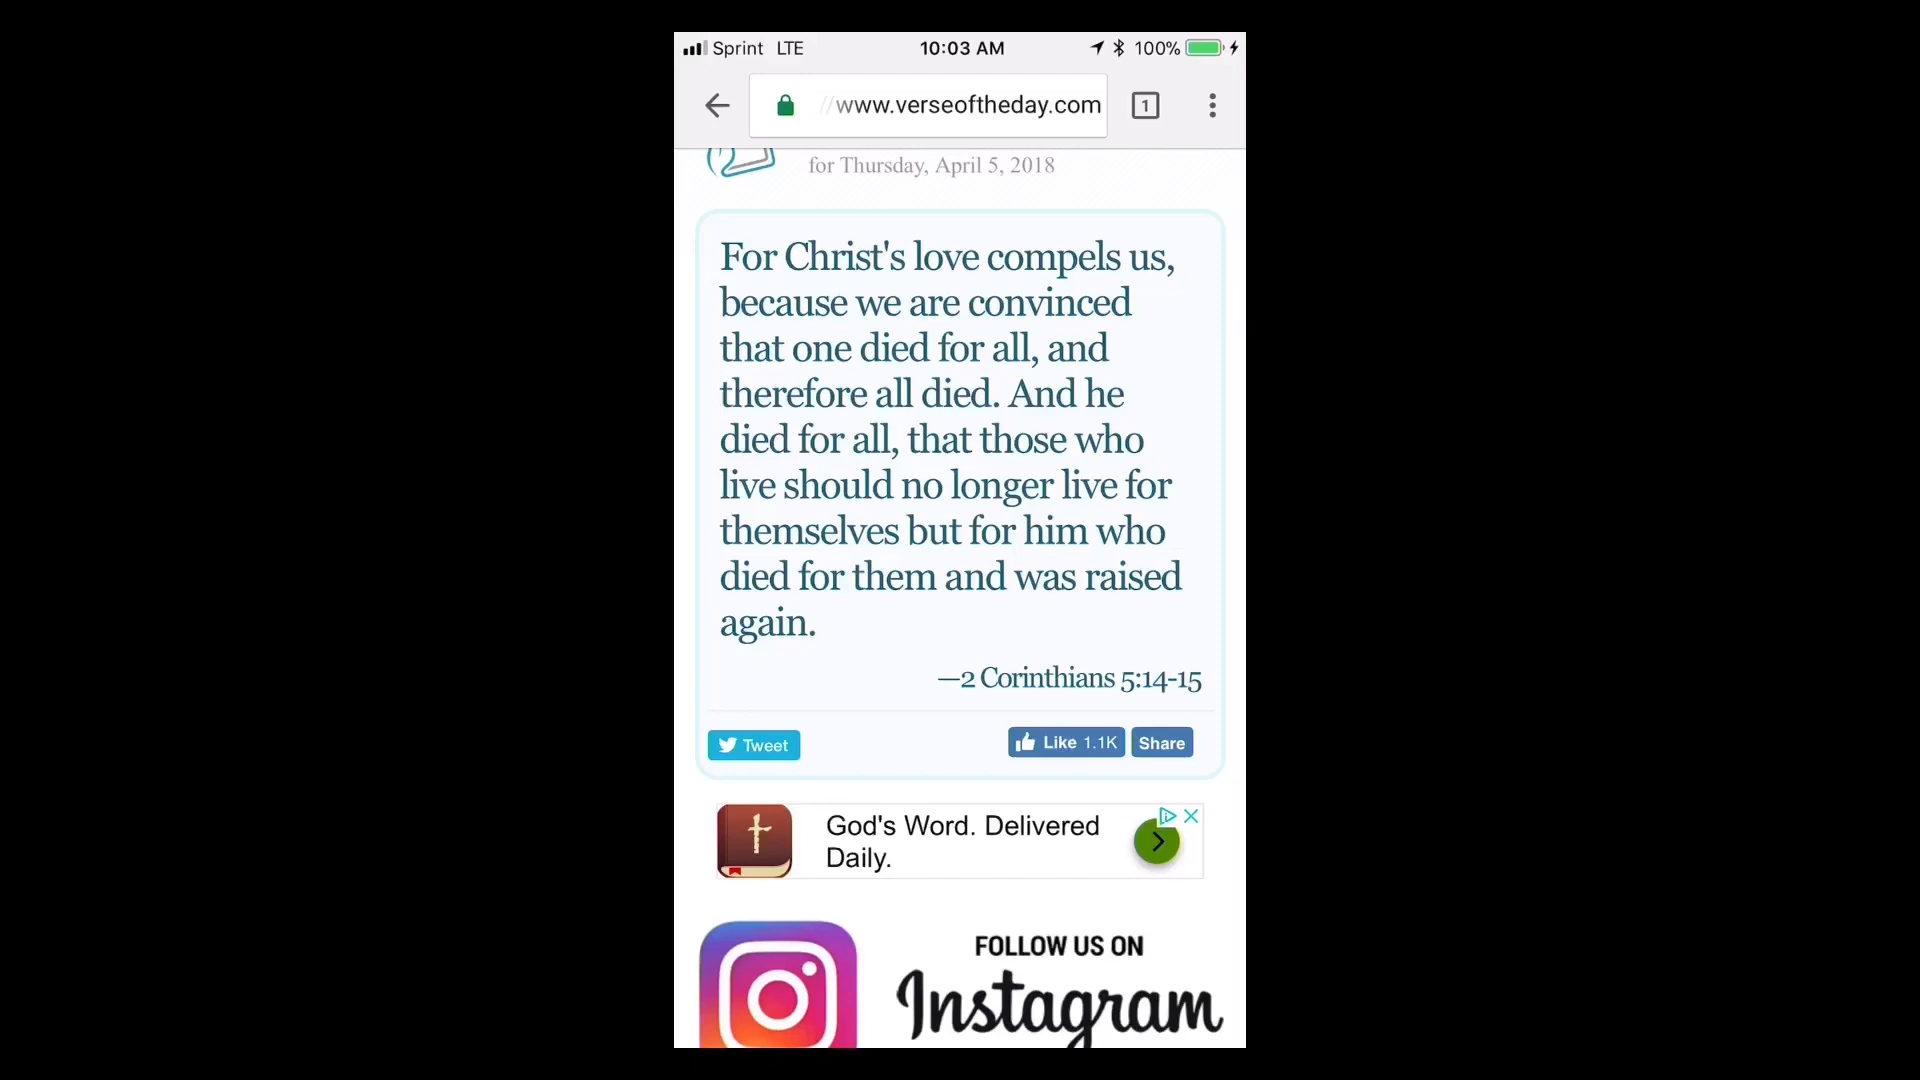 Sprint LTE 10:03 AM 100%
//www.verseoftheday.com 1
for Thursday, April 5, 2018
For Christ's love compels us,
because we are convinced
that one died for all, and
therefore all died. And he
died for all, that those who
live should no longer live for
themselves but for him who
died for them and was raised
again.
—2 Corinthians 5:14-15
Tweet Like 1.1K Share
God's Word. Delivered
Daily.
FOLLOW US ON
Instagram